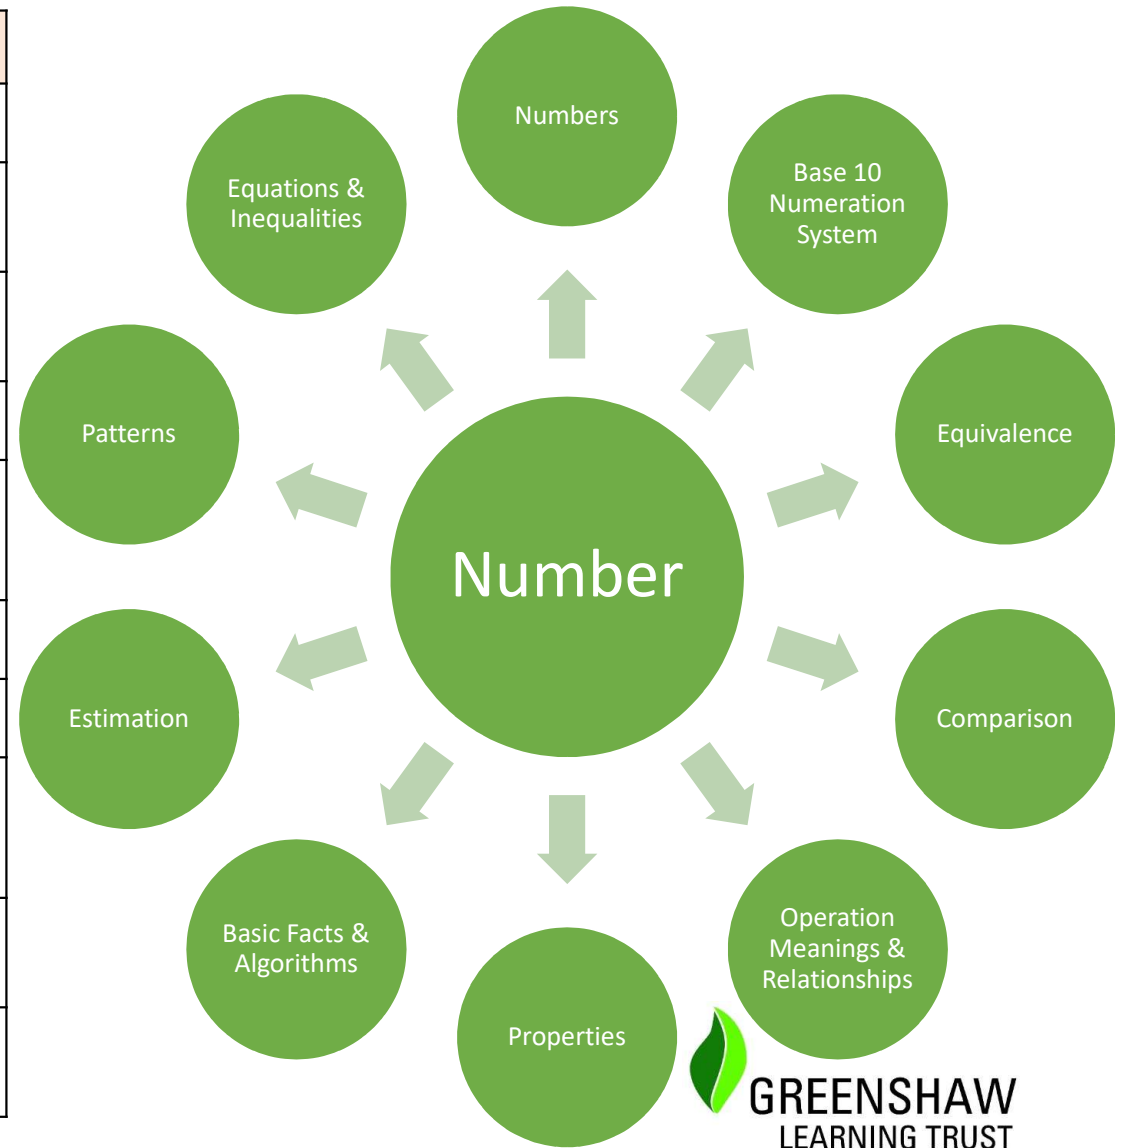 Numbers
Base 10
Numeration
System
Equations &
Inequalities
Equivalence
Patterns
Number
Comparison
Estimation
Operation
Meanings &
Relationships
Basic Facts &
Algorithms
Properties
GREENSHAW
LEARNING TRUST